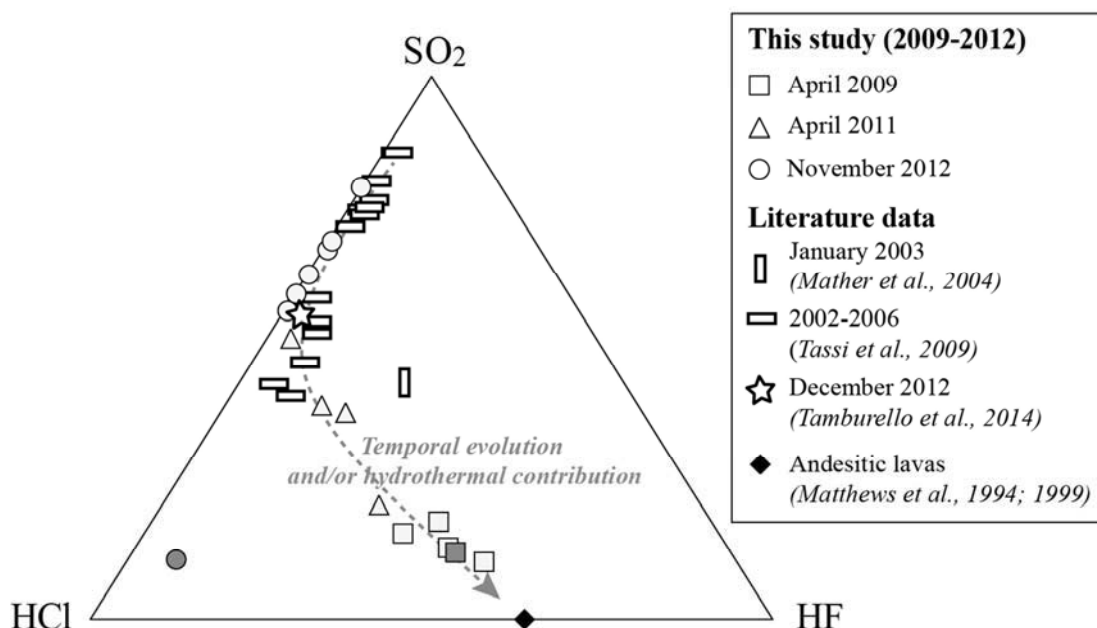 SO2
HCl
HF
Temporal evolution
and/or hydrothermal contribution
This study (2009-2012)
April 2009
April 2011
November 2012
Literature data
January 2003
(Mather et al., 2004)
2002-2006
(Tassi et al., 2009)
December 2012
(Tamburello et al., 2014)
Andesitic lavas
(Matthews et al., 1994; 1999)